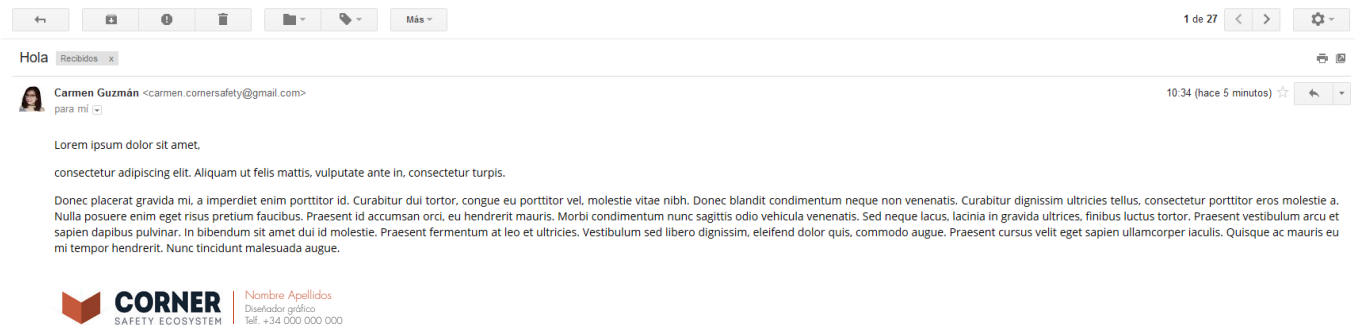 Más
1 de 27
Hola Recibidos x
Carmen Guzmán <carmen.cornersafety@gmail.com>
10:34 (hace 5 minutos)
para mí
Lorem ipsum dolor sit amet,
consectetur adipiscing elit. Aliquam ut felis mattis, vulputate ante in, consectetur turpis.
Donec placerat gravida mi, a imperdiet enim porttitor id. Curabitur dui tortor, congue eu porttitor vel, molestie vitae nibh. Donec blandit condimentum neque non venenatis. Curabitur dignissim ultricies tellus, consectetur porttitor eros molestie a.
Nulla posuere enim eget risus pretium faucibus. Praesent id accumsan orci, eu hendrerit mauris. Morbi condimentum nunc sagittis odio vehicula venenatis. Sed neque lacus, lacinia in gravida ultrices, finibus luctus tortor. Praesent vestibulum arcu et
sapien dapibus pulvinar. In bibendum sit amet dui id molestie. Praesent fermentum at leo et ultricies. Vestibulum sed libero dignissim, eleifend dolor quis, commodo augue. Praesent cursus velit eget sapien ullamcorper iaculis. Quisque ac mauris eu
mi tempor hendrerit. Nunc tincidunt malesuada augue.
CORNER
SAFETY ECOSYSTEM
Nombre Apellidos
Diseñador gráfico
Telf. +34 000 000 000